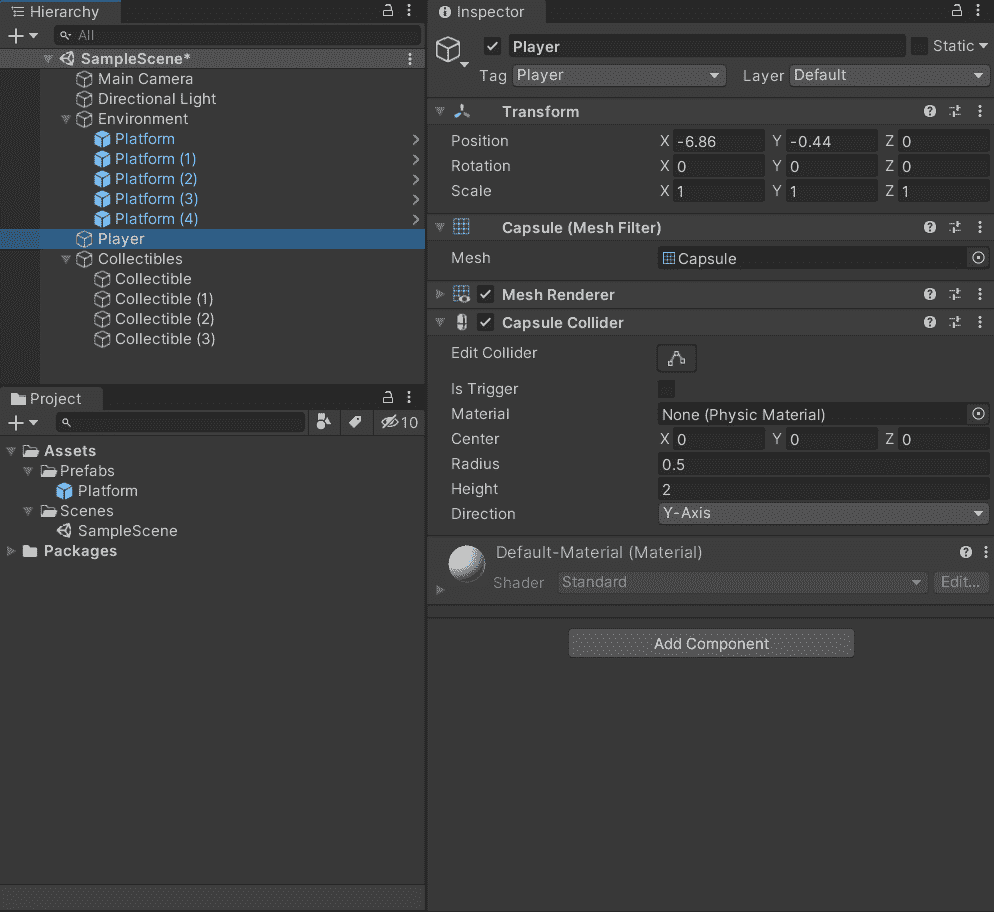 Hierarchy
All
SampleScene*
Main Camera
Directional Light
Environment
Platform
Platform (1)
Platform (2)
Platform (3)
Platform (4)
Player
Collectibles
Collectible
Collectible (1)
Collectible (2)
Collectible (3)
Project
10
Assets
Prefabs
Platform
Scenes
SampleScene
Packages
Inspector
Player Static
Tag Player Layer Default
Transform
Position X -6.86 Y -0.44 Z 0
Rotation X 0 Y 0 Z 0
Scale X 1 Y 1 Z 1
Capsule (Mesh Filter)
Mesh Capsule
Mesh Renderer
Capsule Collider
Edit Collider
Is Trigger
Material None (Physic Material)
Center X 0 Y 0 Z 0
Radius 0.5
Height 2
Direction Y-Axis
Default-Material (Material)
Shader Standard Edit...
Add Component